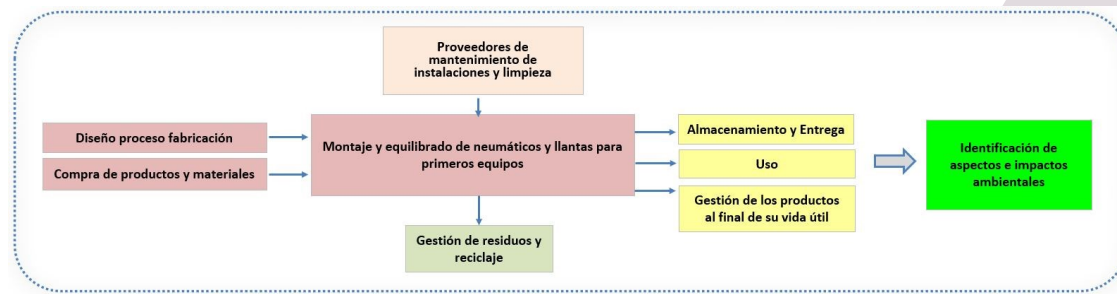 Proveedores de
mantenimiento de
instalaciones y limpieza
Diseño proceso fabricación
Compra de productos y materiales
Montaje y equilibrado de neumáticos y llantas para
primeros equipos
Almacenamiento y Entrega
Uso
Gestión de los productos
al final de su vida útil
Identificación de
aspectos e impactos
ambientales
Gestión de residuos y
reciclaje